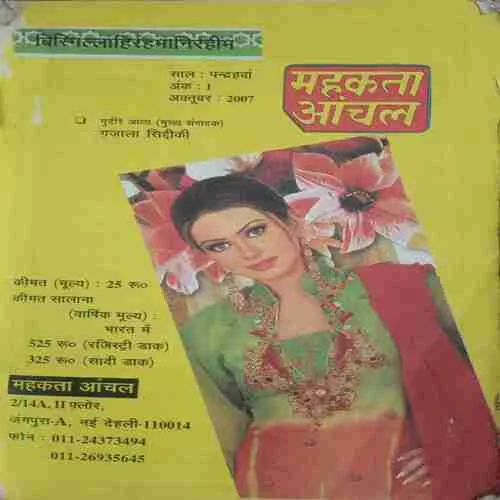 बिस्मिल्लाहिर्रहमानिर्रहीम
साल : पन्द्रहवां
अंक : 1
अक्तूबर : 2007
महकता
आंचल
मुदीरे आला (मुख्य संपादक)
गज़ाला सिद्दीकी
कीमत (मूल्य) : 25 रू०
कीमत सालाना
(वार्षिक मूल्य) :
भारत में
525 रू० (रजिस्ट्री डाक)
325 रू० (सादी डाक)
महकता आंचल
2/14A, II फ़्लोर,
जंगपुरा-A, नई देहली-110014
फोन : 011-24373494
011-26935645